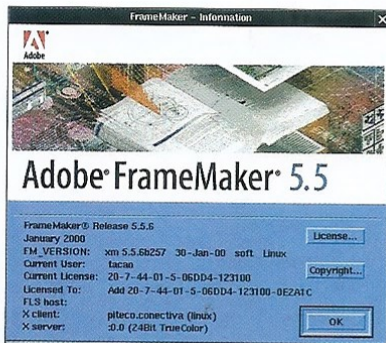 FrameMaker – Information
Adobe
Adobe® FrameMaker® 5.5
FrameMaker® Release 5.5.6
January 2000
FM_VERSION: xm 5.5.6b257 30-Jan-00 soft Linux
Current User: tacao
Current License: 20-7-44-01-5-06DD4-123100
Licensed To: Add 20-7-44-01-5-06DD4-123100-0E2A1C
FLS host:
X client: piteco.conectiva (linux)
X server: :0.0 (24Bit TrueColor)
License...
Copyright...
OK